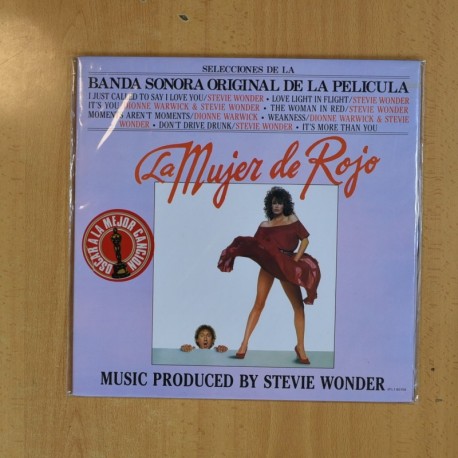 SELECCIONES DE LA
BANDA SONORA ORIGINAL DE LA PELICULA
I JUST CALLED TO SAY I LOVE YOU/STEVIE WONDER • LOVE LIGHT IN FLIGHT/STEVIE WONDER
IT'S YOU/DIONNE WARWICK & STEVIE WONDER • THE WOMAN IN RED/STEVIE WONDER
MOMENTS AREN'T MOMENTS/DIONNE WARWICK • WEAKNESS/DIONNE WARWICK & STEVIE
WONDER • DON'T DRIVE DRUNK/STEVIE WONDER • IT'S MORE THAN YOU
La Mujer de Rojo
OSCAR A LA MEJOR CANCION
MUSIC PRODUCED BY STEVIE WONDER